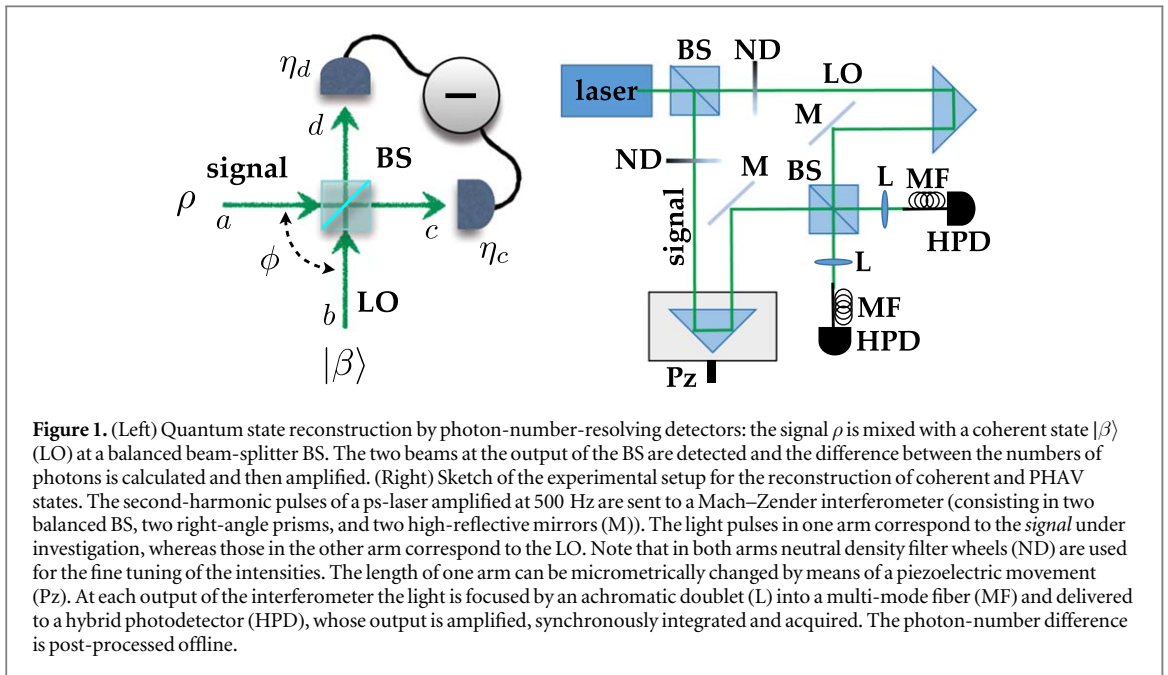 η_d
d
BS
signal
ρ
a
c
η_c
ϕ
b
LO
|β⟩
BS
ND
LO
laser
M
ND
M
BS
L
MF
HPD
signal
L
MF
HPD
Pz
Figure 1. (Left) Quantum state reconstruction by photon-number-resolving detectors: the signal ρ is mixed with a coherent state |β⟩
(LO) at a balanced beam-splitter BS. The two beams at the output of the BS are detected and the difference between the numbers of
photons is calculated and then amplified. (Right) Sketch of the experimental setup for the reconstruction of coherent and PHAV
states. The second-harmonic pulses of a ps-laser amplified at 500 Hz are sent to a Mach–Zender interferometer (consisting in two
balanced BS, two right-angle prisms, and two high-reflective mirrors (M)). The light pulses in one arm correspond to the signal under
investigation, whereas those in the other arm correspond to the LO. Note that in both arms neutral density filter wheels (ND) are used
for the fine tuning of the intensities. The length of one arm can be micrometrically changed by means of a piezoelectric movement
(Pz). At each output of the interferometer the light is focused by an achromatic doublet (L) into a multi-mode fiber (MF) and delivered
to a hybrid photodetector (HPD), whose output is amplified, synchronously integrated and acquired. The photon-number difference
is post-processed offline.